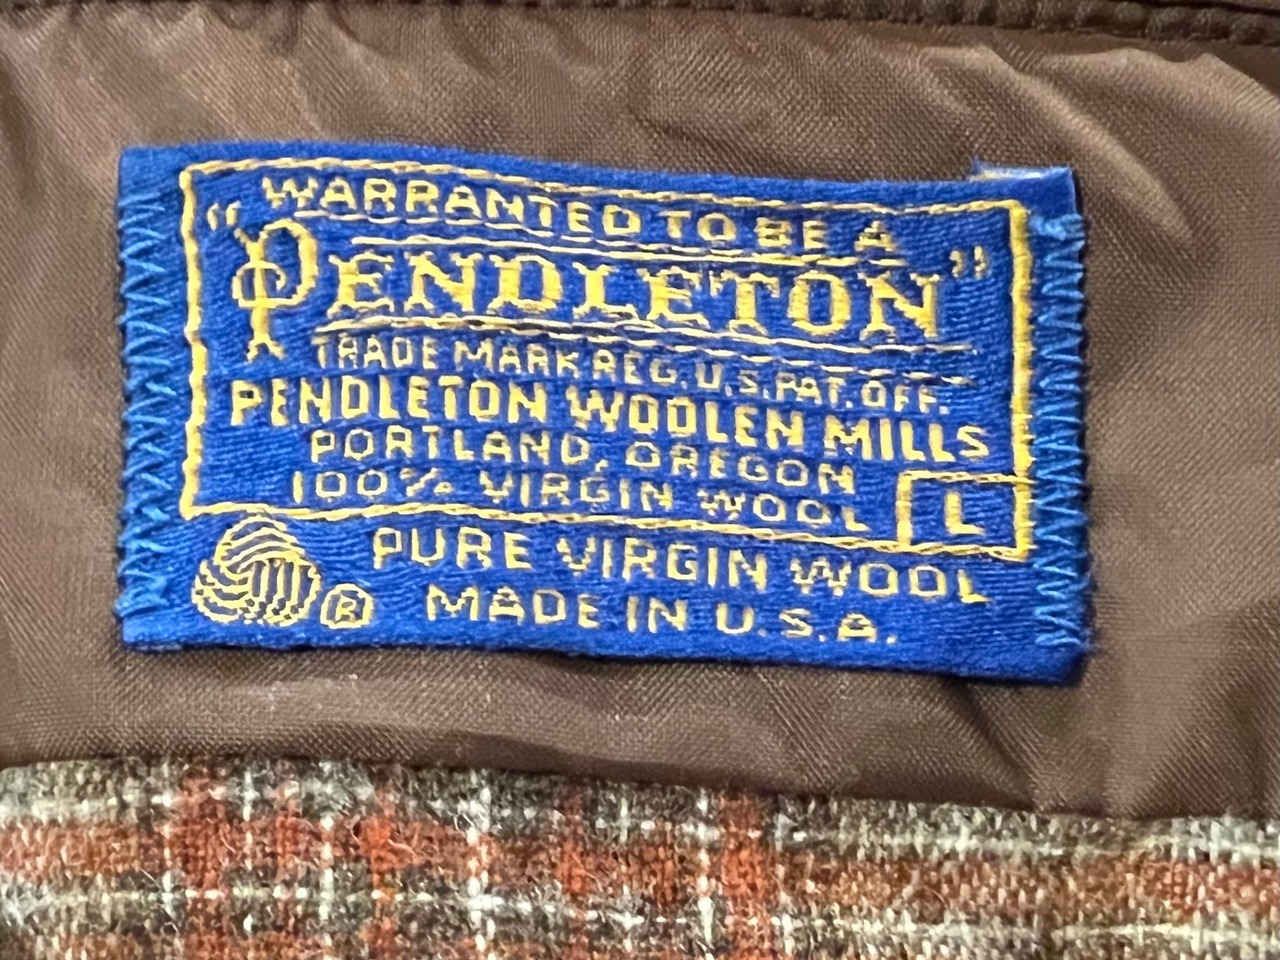 WARRANTED TO BE A
"PENDLETON"
TRADE MARK REG. U.S. PAT. OFF.
PENDLETON WOOLEN MILLS
PORTLAND, OREGON
100% VIRGIN WOOL L
PURE VIRGIN WOOL
® MADE IN U.S.A.